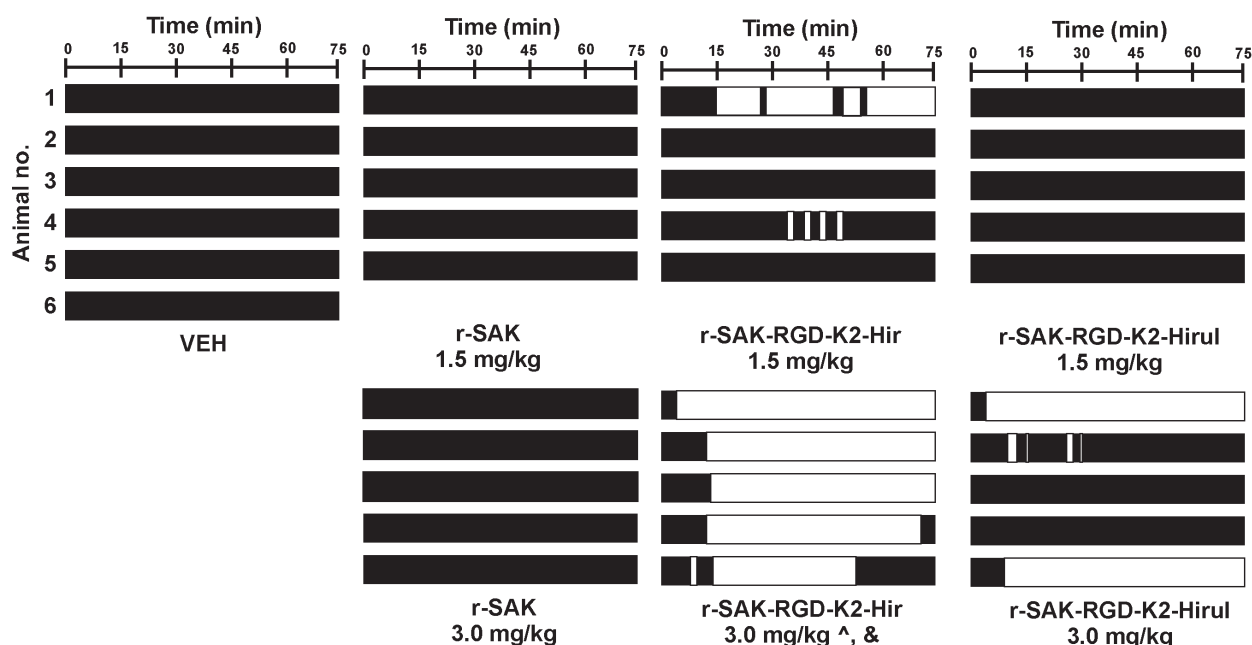 Time (min) Time (min) Time (min) Time (min)
0 15 30 45 60 75 0 15 30 45 60 75 0 15 30 45 60 75 0 15 30 45 60 75
Animal no.
1
2
3
4
5
6
VEH
r-SAK
1.5 mg/kg
r-SAK-RGD-K2-Hir
1.5 mg/kg
r-SAK-RGD-K2-Hirul
1.5 mg/kg
r-SAK
3.0 mg/kg
r-SAK-RGD-K2-Hir
3.0 mg/kg ^, &
r-SAK-RGD-K2-Hirul
3.0 mg/kg